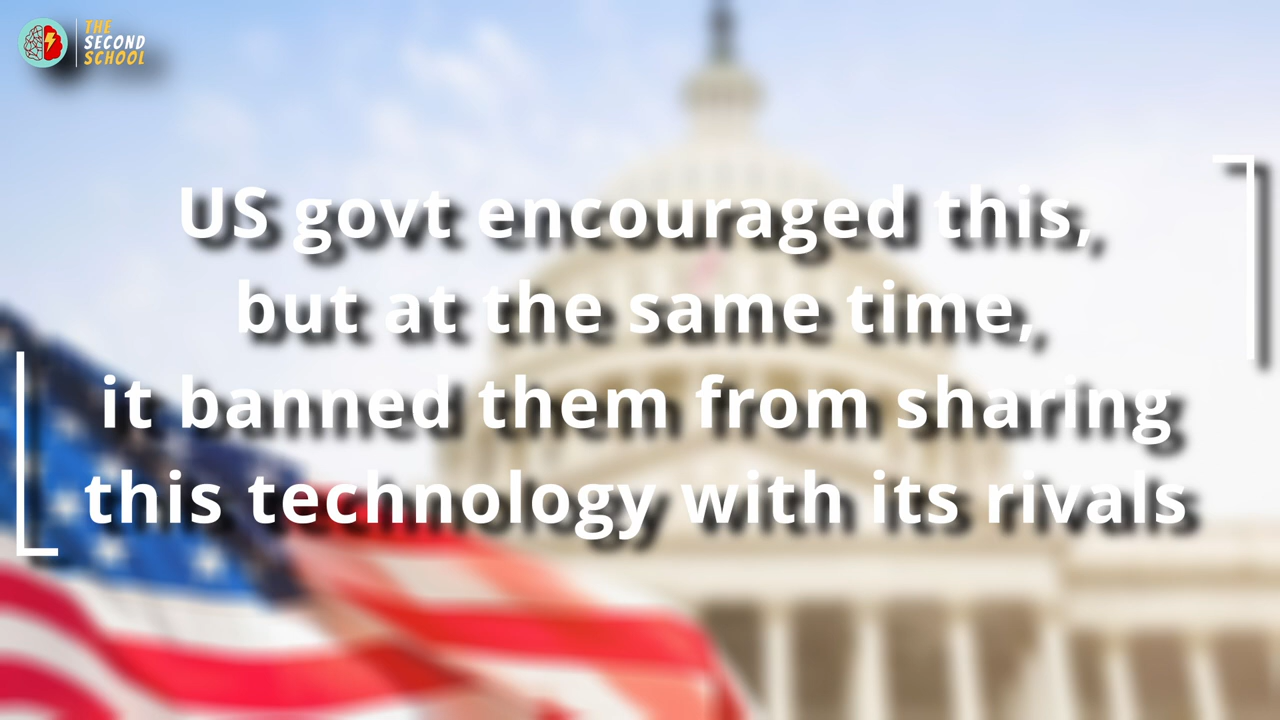 THE
SECOND
SCHOOL
US govt encouraged this,
but at the same time,
it banned them from sharing
this technology with its rivals